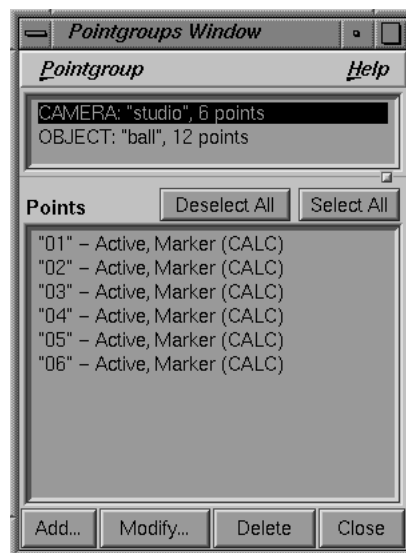 Pointgroups Window
Pointgroup Help
CAMERA: "studio", 6 points
OBJECT: "ball", 12 points
Points Deselect All Select All
"01" – Active, Marker (CALC)
"02" – Active, Marker (CALC)
"03" – Active, Marker (CALC)
"04" – Active, Marker (CALC)
"05" – Active, Marker (CALC)
"06" – Active, Marker (CALC)
Add... Modify... Delete Close